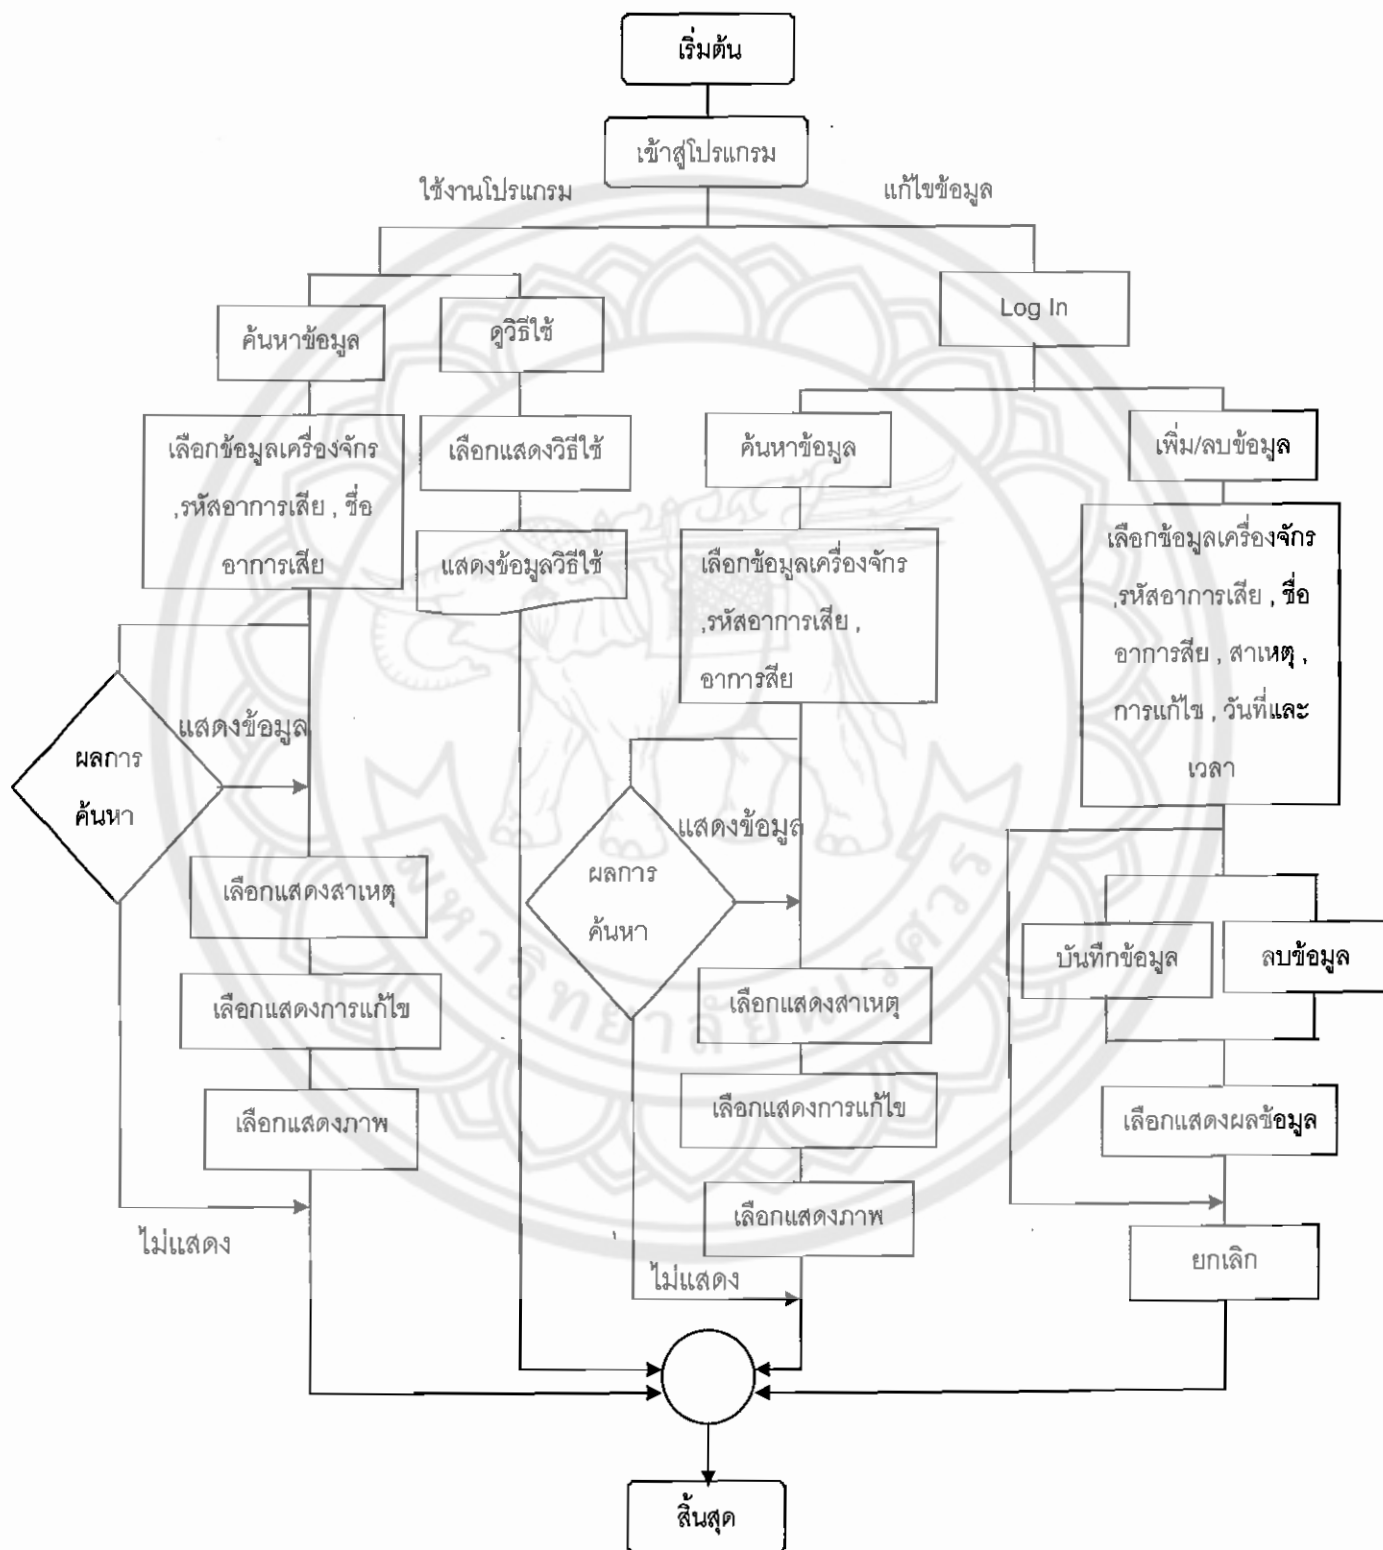 เริ่มต้น
เข้าสู่โปรแกรม
ใช้งานโปรแกรม
แก้ไขข้อมูล
ค้นหาข้อมูล
ดูวิธีใช้
Log In
เลือกข้อมูลเครื่องจักร
,รหัสอาการเสีย , ชื่อ
อาการเสีย
เลือกแสดงวิธีใช้
แสดงข้อมูลวิธีใช้
ค้นหาข้อมูล
เพิ่ม/ลบข้อมูล
เลือกข้อมูลเครื่องจักร
,รหัสอาการเสีย ,
อาการสีย
เลือกข้อมูลเครื่องจักร
,รหัสอาการเสีย , ชื่อ
อาการสีย , สาเหตุ ,
การแก้ไข , วันที่และ
เวลา
แสดงข้อมูล
ผลการ
ค้นหา
แสดงข้อมูล
ผลการ
ค้นหา
เลือกแสดงสาเหตุ
เลือกแสดงการแก้ไข
เลือกแสดงภาพ
ไม่แสดง
เลือกแสดงสาเหตุ
เลือกแสดงการแก้ไข
เลือกแสดงภาพ
ไม่แสดง
บันทึกข้อมูล
ลบข้อมูล
เลือกแสดงผลข้อมูล
ยกเลิก
สิ้นสุด
มหาวิทยาลัยนเรศวร